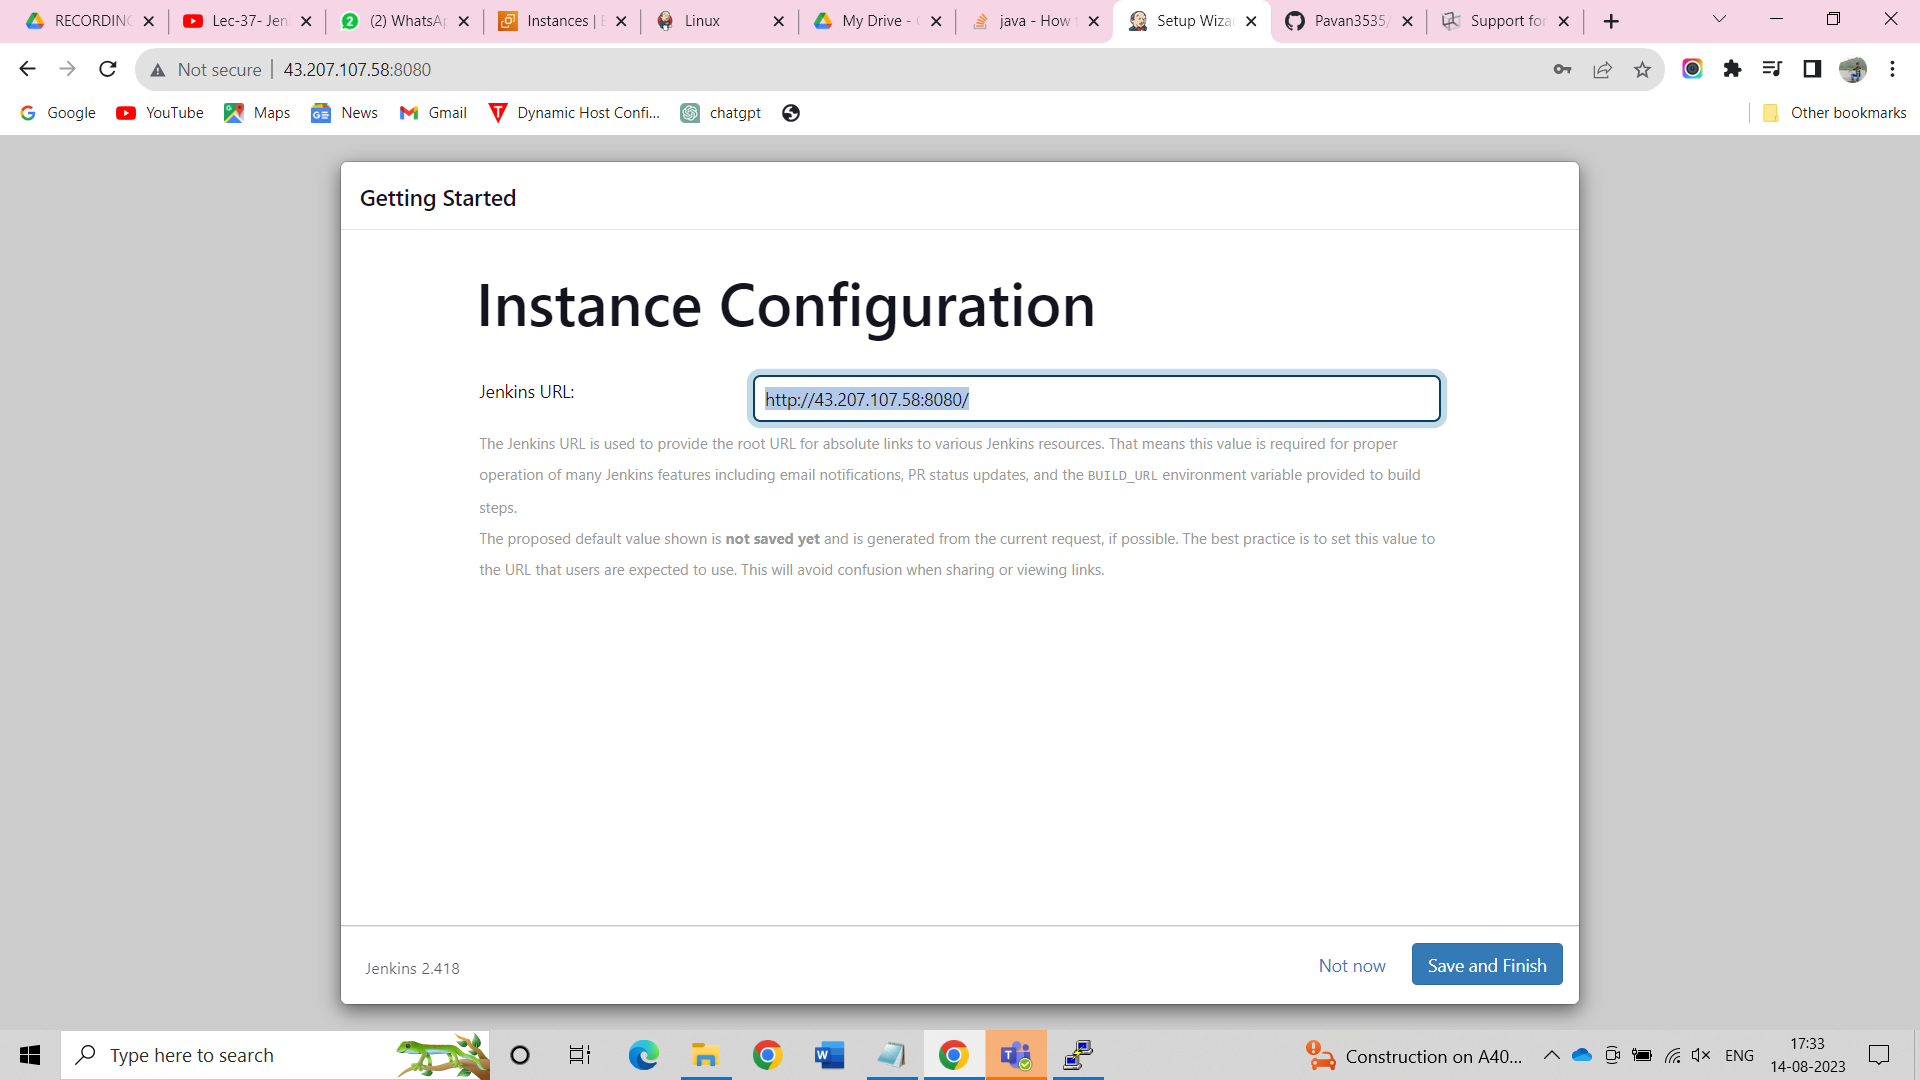 RECORDING
Lec-37- Jen
(2) WhatsAp
Instances | E
Linux
My Drive -
java - How
Setup Wizar
Pavan3535/
Support for
Not secure
43.207.107.58:8080
Google
YouTube
Maps
News
Gmail
Dynamic Host Confi...
chatgpt
Other bookmarks
Getting Started
Instance Configuration
Jenkins URL:
http://43.207.107.58:8080/
The Jenkins URL is used to provide the root URL for absolute links to various Jenkins resources. That means this value is required for proper
operation of many Jenkins features including email notifications, PR status updates, and the BUILD_URL environment variable provided to build
steps.
The proposed default value shown is not saved yet and is generated from the current request, if possible. The best practice is to set this value to
the URL that users are expected to use. This will avoid confusion when sharing or viewing links.
Jenkins 2.418
Not now
Save and Finish
Type here to search
Construction on A40...
ENG
17:33
14-08-2023